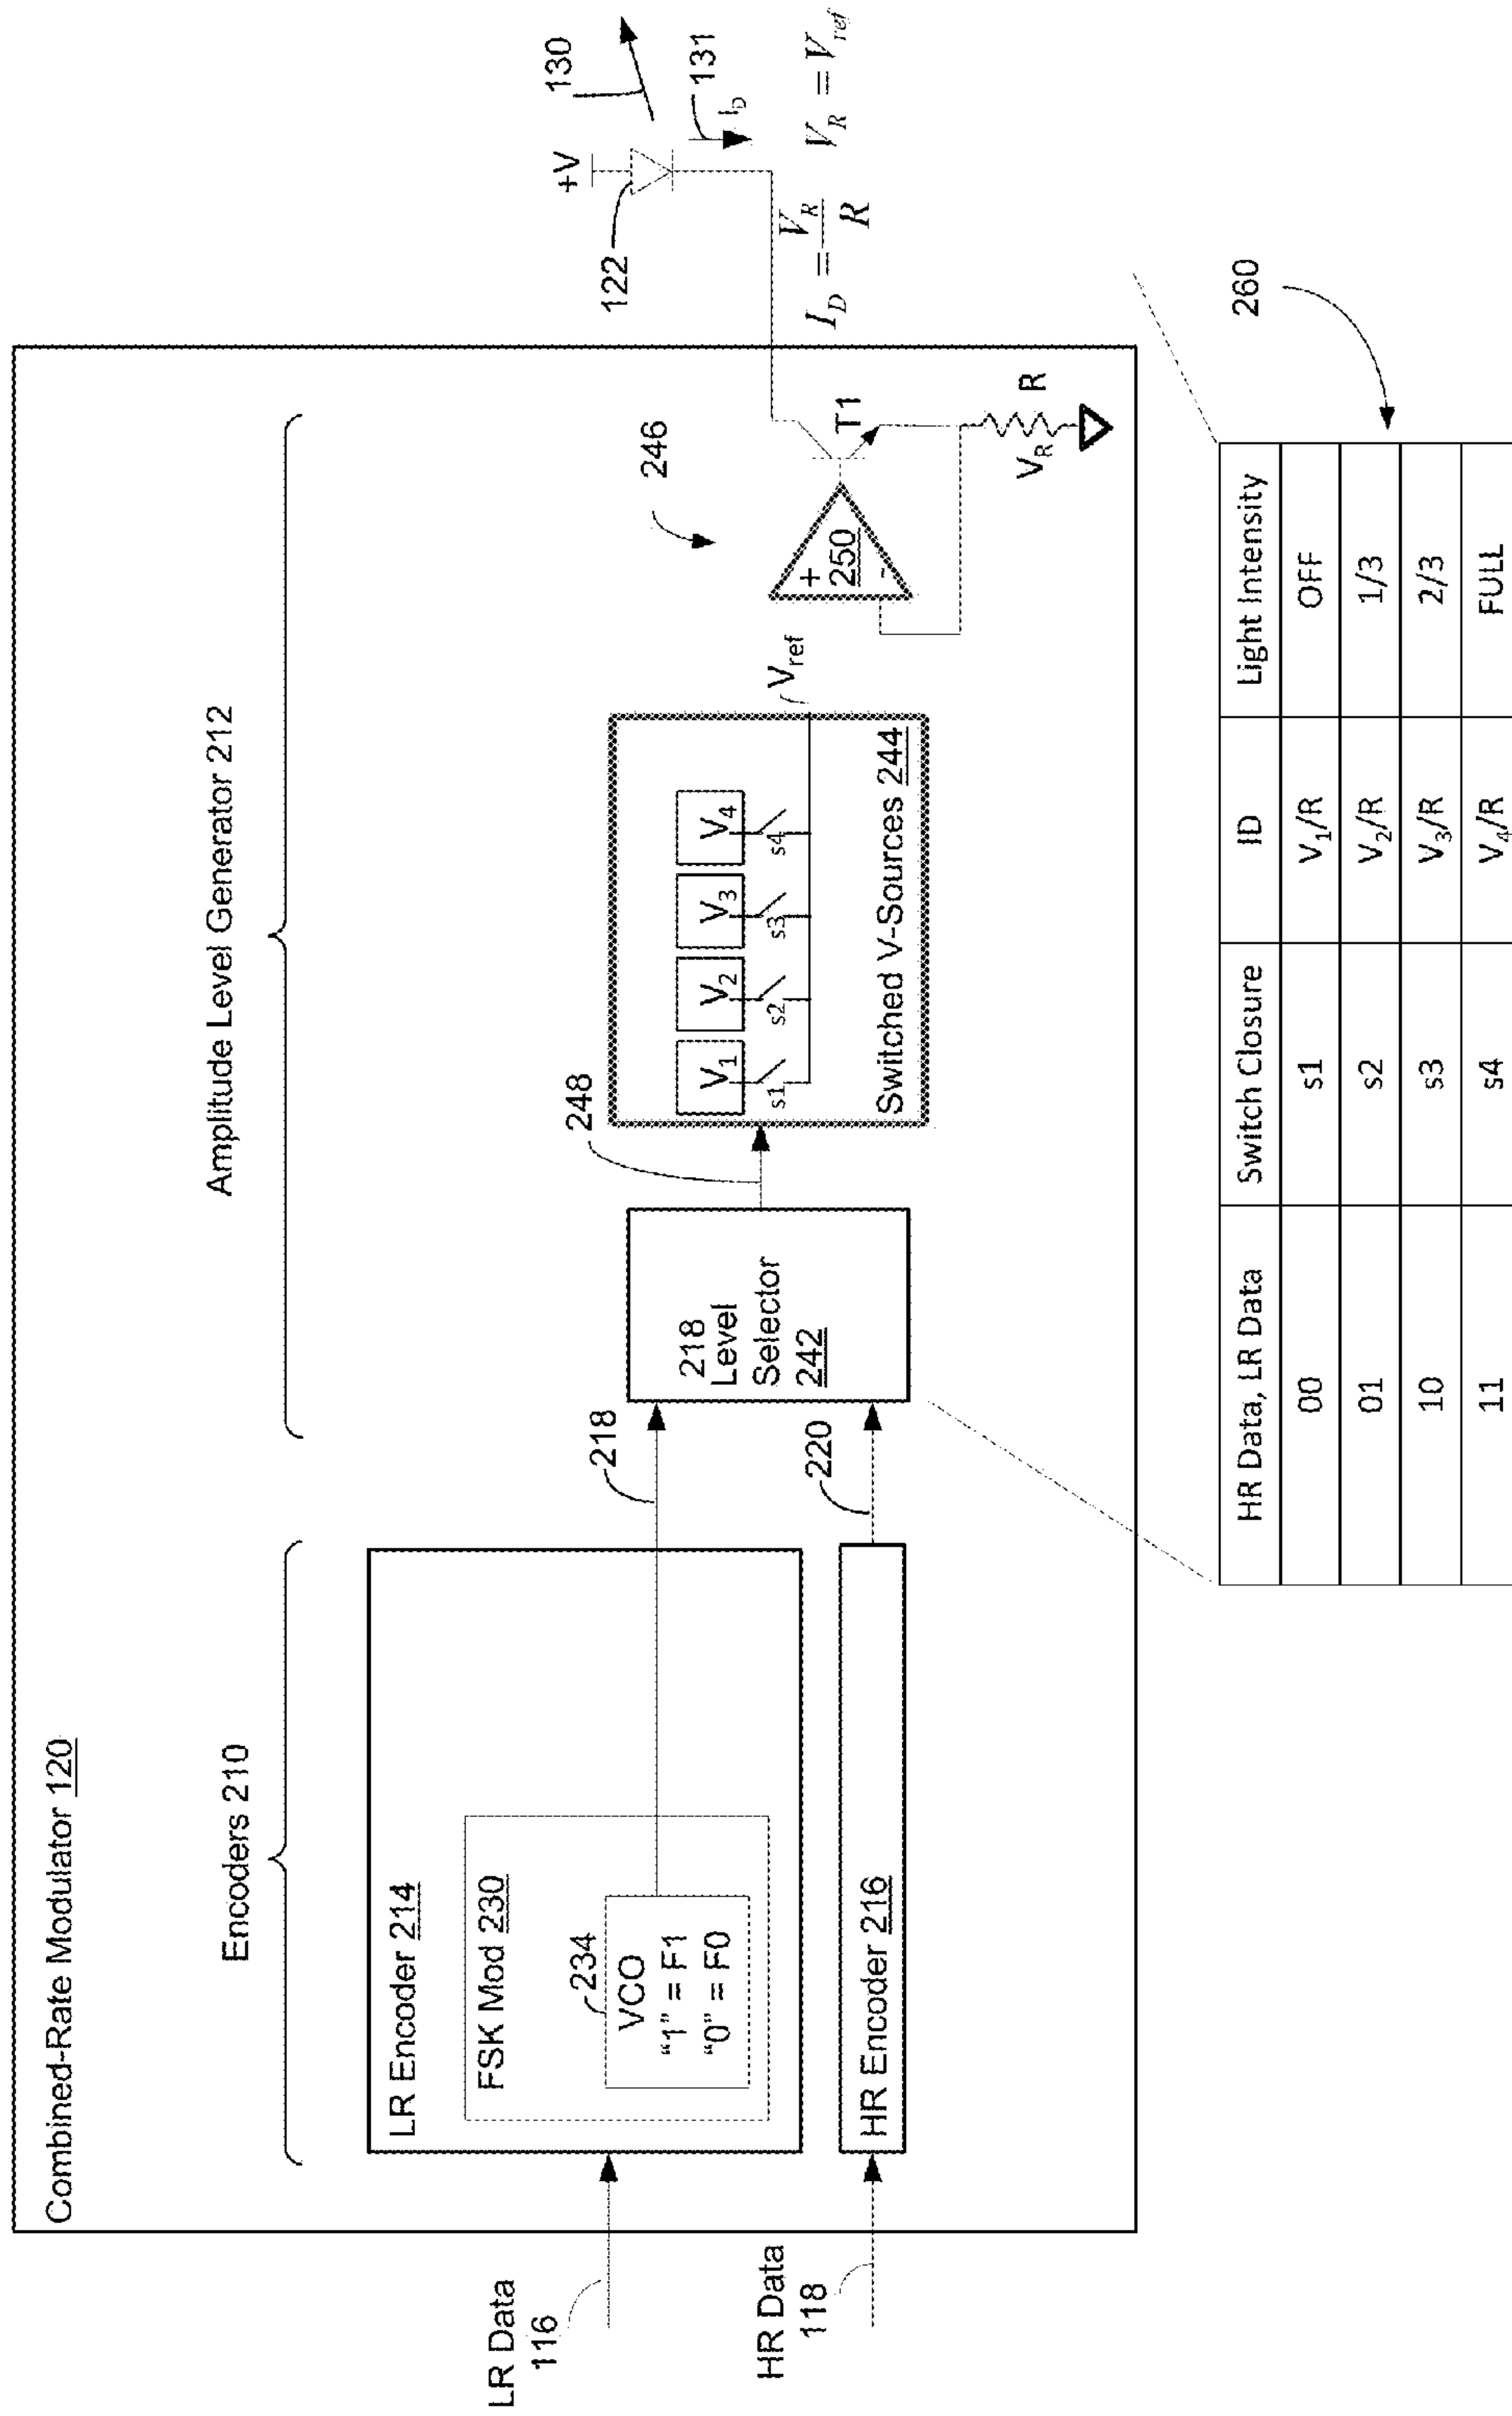 Combined-Rate Modulator 120
Encoders 210
Amplitude Level Generator 212
LR Data
116
HR Data
118
LR Encoder 214
FSK Mod 230
234
VCO
“1” = F1
“0” = F0
HR Encoder 216
218
220
218
Level
Selector
242
248
V1 V2 V3 V4
s1 s2 s3 s4
Switched V-Sources 244
Vref
246
+
250
-
T1
VR
R
+V
122
130
131
ID
ID = VR/R
VR = Vref
260
HR Data, LR Data Switch Closure ID Light Intensity
00 s1 V1/R OFF
01 s2 V2/R 1/3
10 s3 V3/R 2/3
11 s4 V4/R FULL